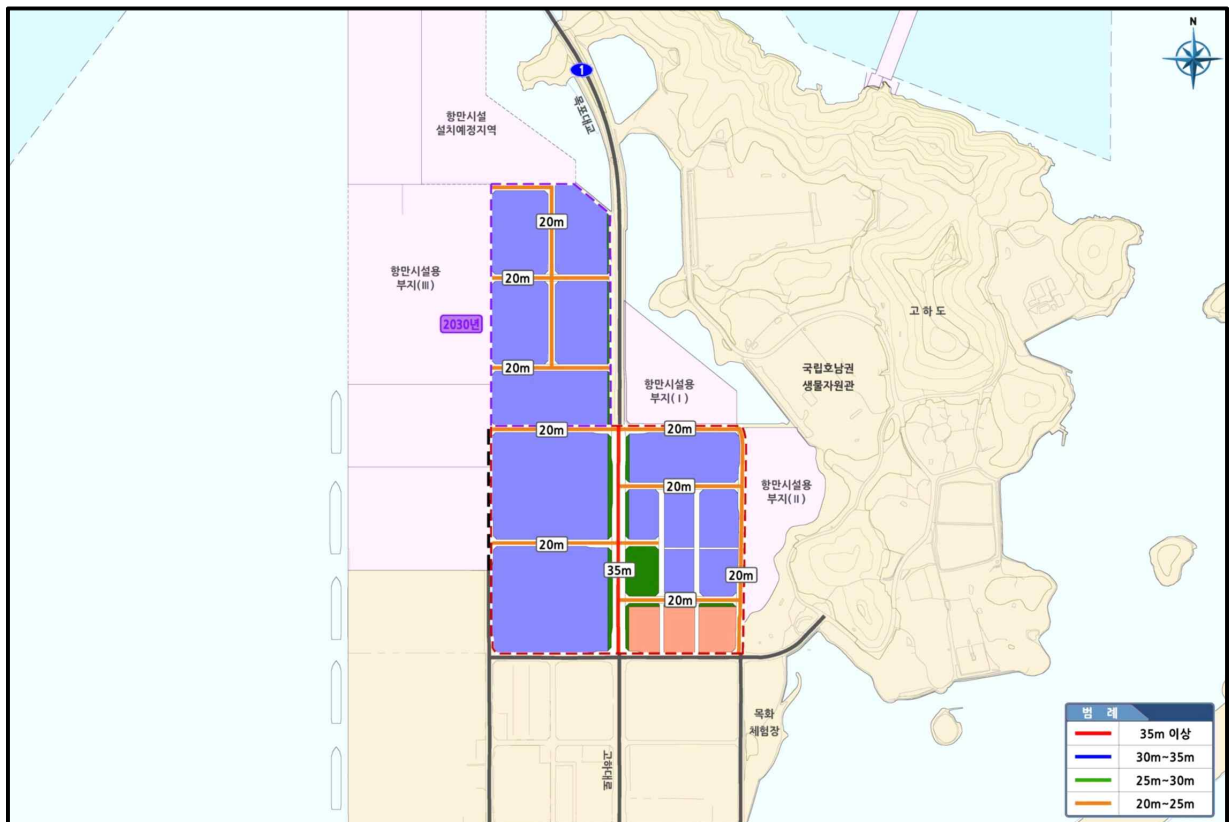 N
1
목포대교
항만시설
설치예정지역
20m
항만시설용
부지(Ⅲ)
20m
고하도
2030년
20m
국립호남권
생물자원관
항만시설용
부지(Ⅰ)
20m
20m
20m
항만시설용
부지(Ⅱ)
20m
35m
20m
20m
목화
체험장
고하대로
범 례
35m 이상
30m~35m
25m~30m
20m~25m